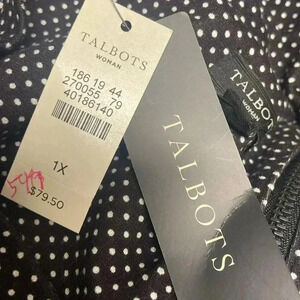 TALBOTS
WOMAN
186 19 44
270055 79
40186140
1X
$79.50
TALBOTS
TALBOTS
WOMAN